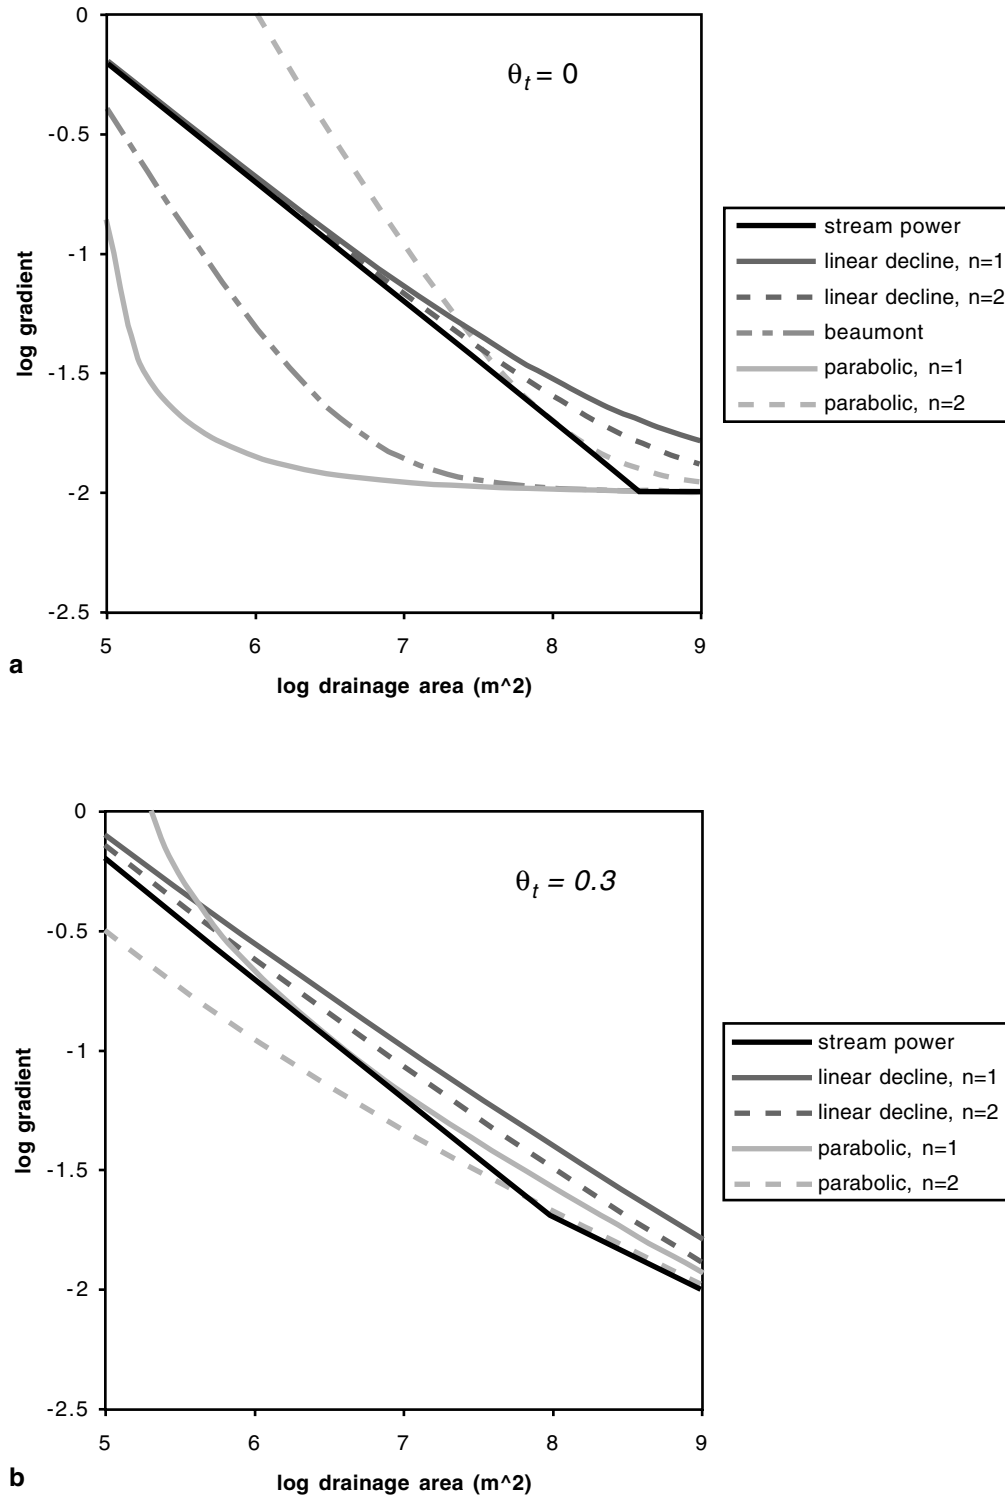 0
-0.5
-1
-1.5
-2
-2.5
log gradient
θt = 0
5 6 7 8 9
log drainage area (m^2)
stream power
linear decline, n=1
linear decline, n=2
beaumont
parabolic, n=1
parabolic, n=2
a
0
-0.5
-1
-1.5
-2
-2.5
log gradient
θt = 0.3
5 6 7 8 9
log drainage area (m^2)
stream power
linear decline, n=1
linear decline, n=2
parabolic, n=1
parabolic, n=2
b